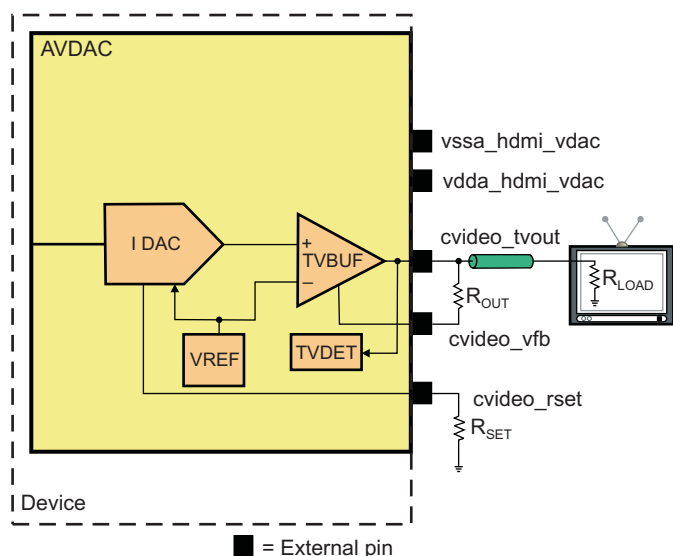 AVDAC
vssa_hdmi_vdac
vdda_hdmi_vdac
I DAC
+
TVBUF
–
cvideo_tvout
R_LOAD
R_OUT
VREF
TVDET
cvideo_vfb
cvideo_rset
R_SET
Device
= External pin